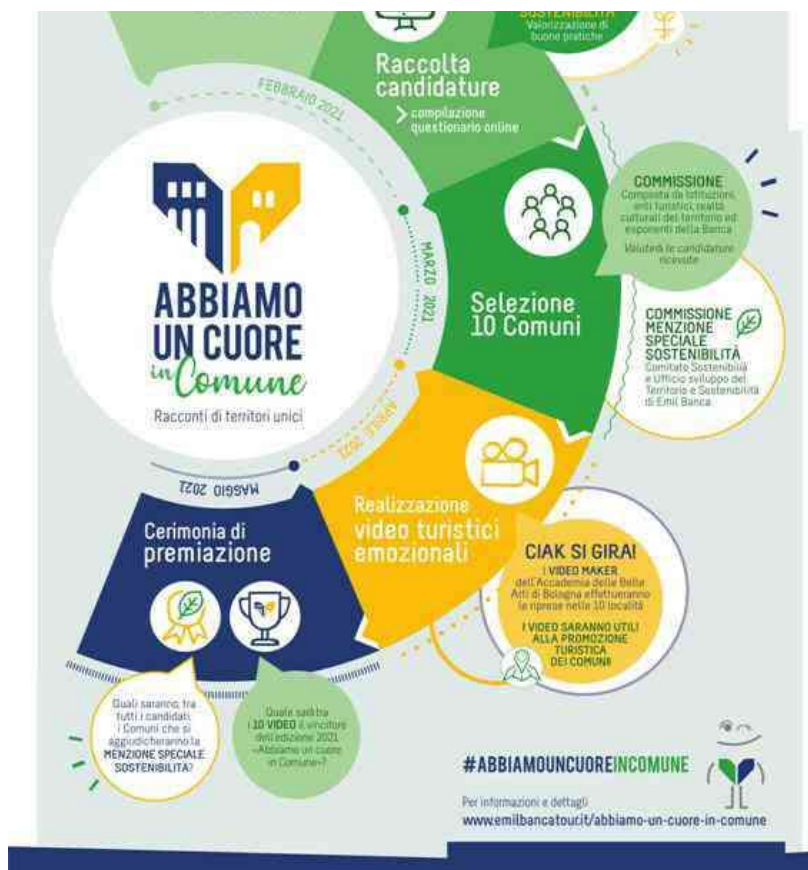 SOSTENIBILITÀ
Valorizzazione di
buone pratiche
Raccolta
candidature
compilazione
questionario online
FEBBRAIO 2021
COMMISSIONE
Composta da istituzioni,
enti turistici, realtà
culturali del territorio ed
esponenti della Banca
Valuterà le candidature
ricevute
MARZO 2021
Selezione
10 Comuni
COMMISSIONE
MENZIONE
SPECIALE
SOSTENIBILITÀ
Comitato Sostenibilià
e Ufficio sviluppo del
Territorio e Sostenibilità
di Emil Banca
ABBIAMO
UN CUORE
in Comune
Racconti di territori unici
APRILE 2021
MAGGIO 2021
Realizzazione
video turistici
emozionali
Cerimonia di
premiazione
CIAK SI GIRA!
I VIDEO MAKER
dell'Accademia delle Belle
Arti di Bologna effettueranno
le riprese nelle 10 località
I VIDEO SARANNO UTILI
ALLA PROMOZIONE
TURISTICA
DEI COMUNI!
Quali saranno, tra
tutti i candidati,
i Comuni che si
aggiudicheranno la
MENZIONE SPECIALE
SOSTENIBILITÀ?
Quale sarà tra
i 10 VIDEO il vincitore
dell'edizione 2021
«Abbiamo un cuore
in Comune»?
#ABBIAMOUNCUOREINCOMUNE
Per informazioni e dettagli
www.emilbancatour.it/abbiamo-un-cuore-in-comune